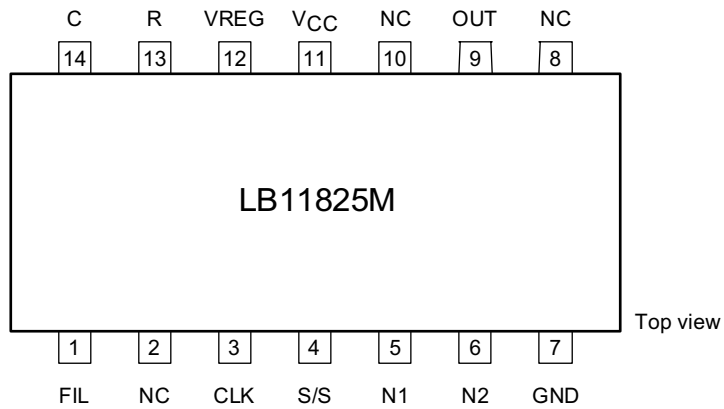 C R VREG VCC NC OUT NC
14 13 12 11 10 9 8
LB11825M
Top view
1 2 3 4 5 6 7
FIL NC CLK S/S N1 N2 GND